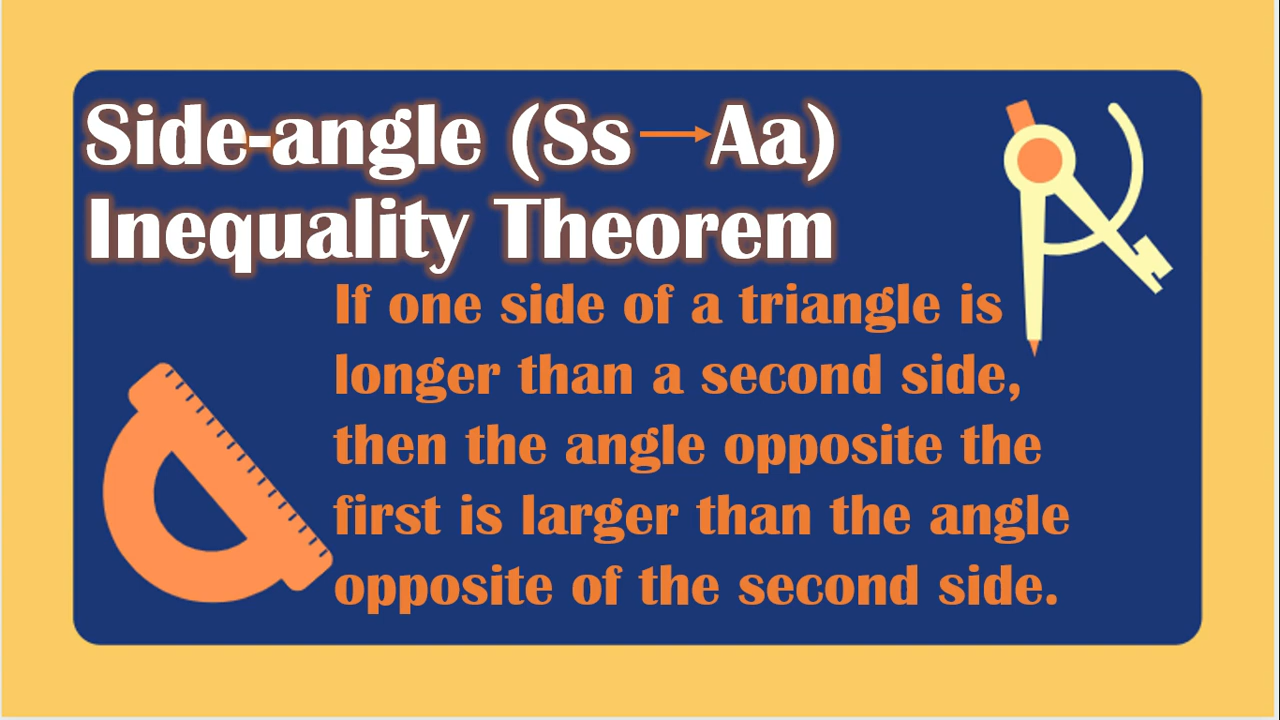 Side-angle (Ss → Aa)
Inequality Theorem
If one side of a triangle is
longer than a second side,
then the angle opposite the
first is larger than the angle
opposite of the second side.